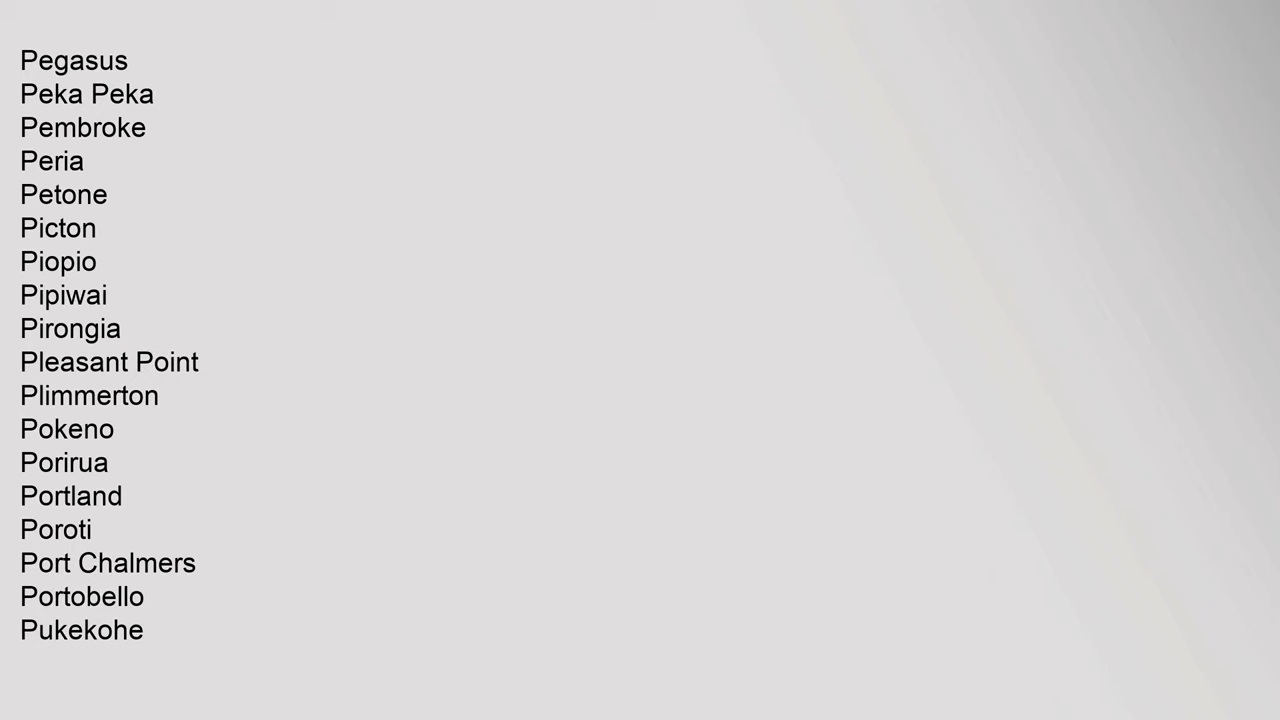 Pegasus
Peka Peka
Pembroke
Peria
Petone
Picton
Piopio
Pipiwai
Pirongia
Pleasant Point
Plimmerton
Pokeno
Porirua
Portland
Poroti
Port Chalmers
Portobello
Pukekohe